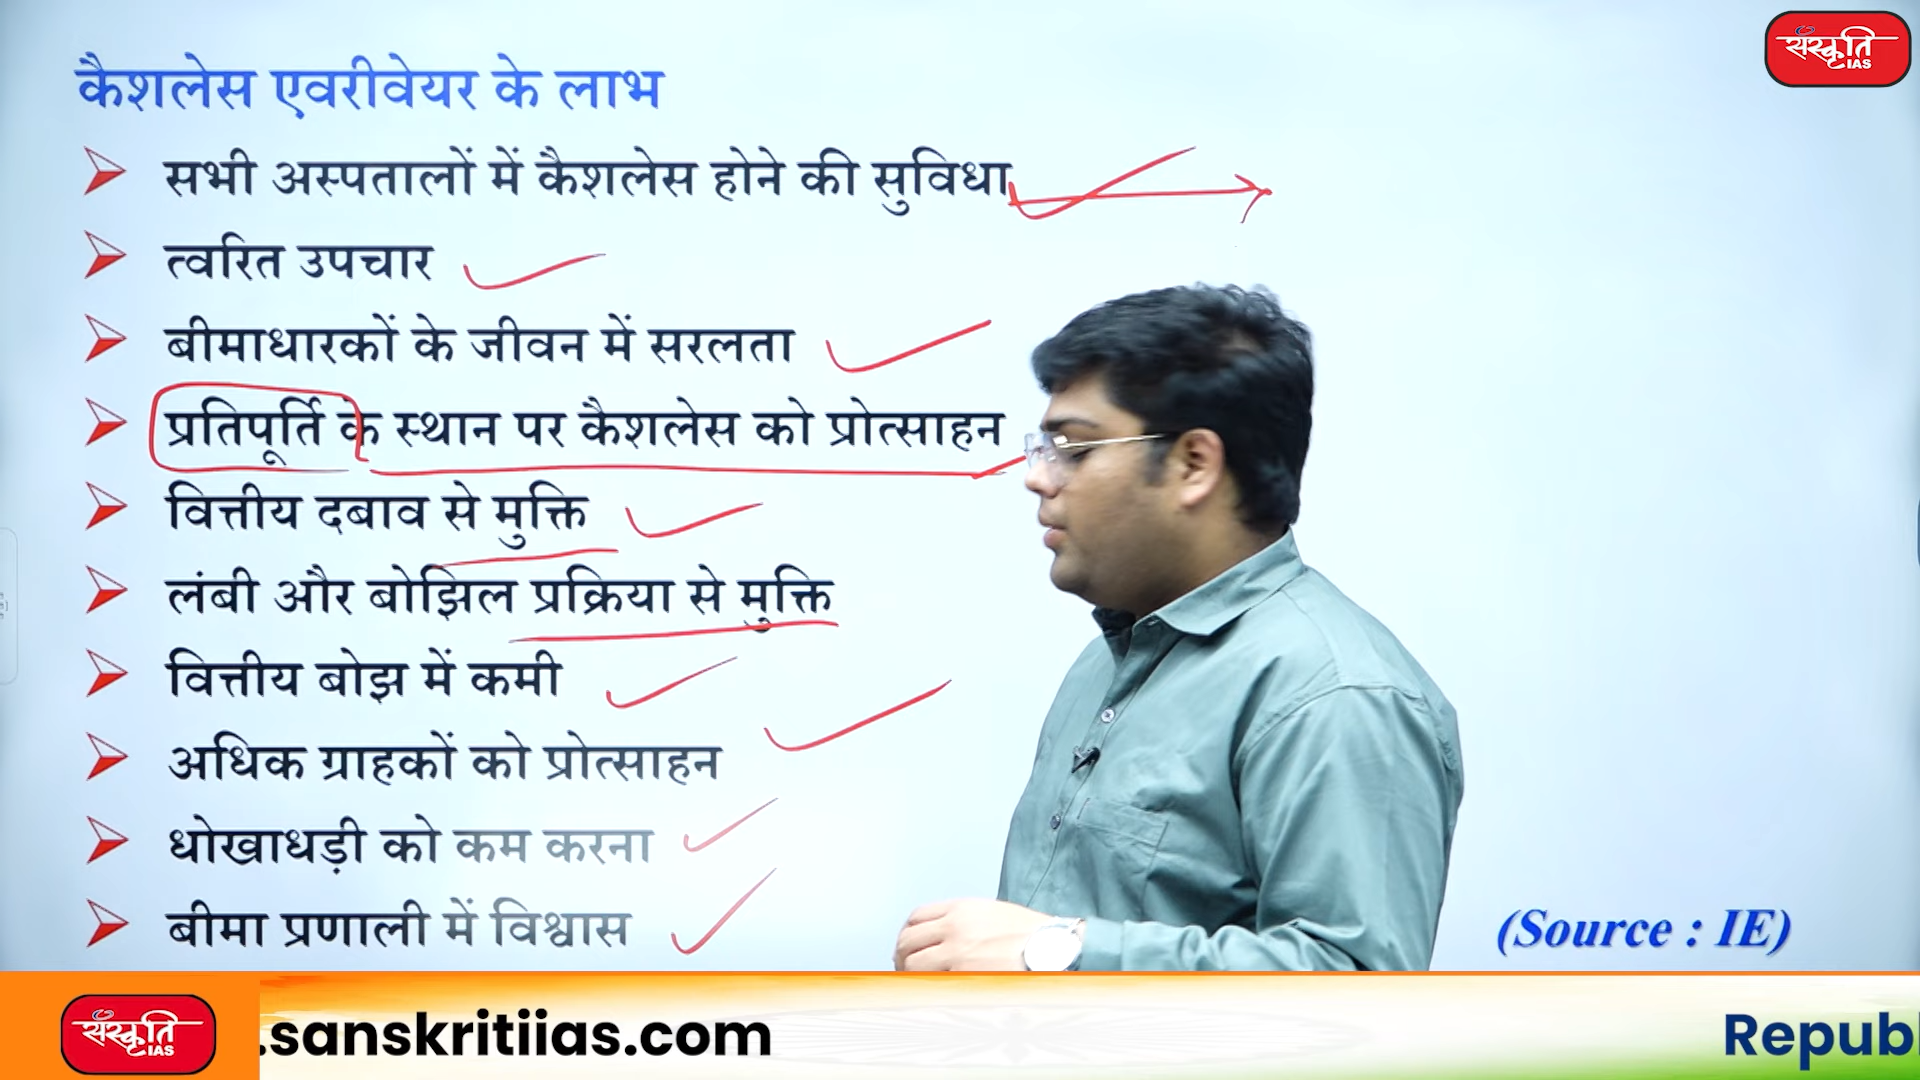 संस्कृति
IAS
कैशलेस एवरीवेयर के लाभ
सभी अस्पतालों में कैशलेस होने की सुविधा
त्वरित उपचार
बीमाधारकों के जीवन में सरलता
प्रतिपूर्ति के स्थान पर कैशलेस को प्रोत्साहन
वित्तीय दबाव से मुक्ति
लंबी और बोझिल प्रक्रिया से मुक्ति
वित्तीय बोझ में कमी
अधिक ग्राहकों को प्रोत्साहन
धोखाधड़ी को कम करना
बीमा प्रणाली में विश्वास
(Source : IE)
संस्कृति
IAS
.sanskritiias.com
Republ